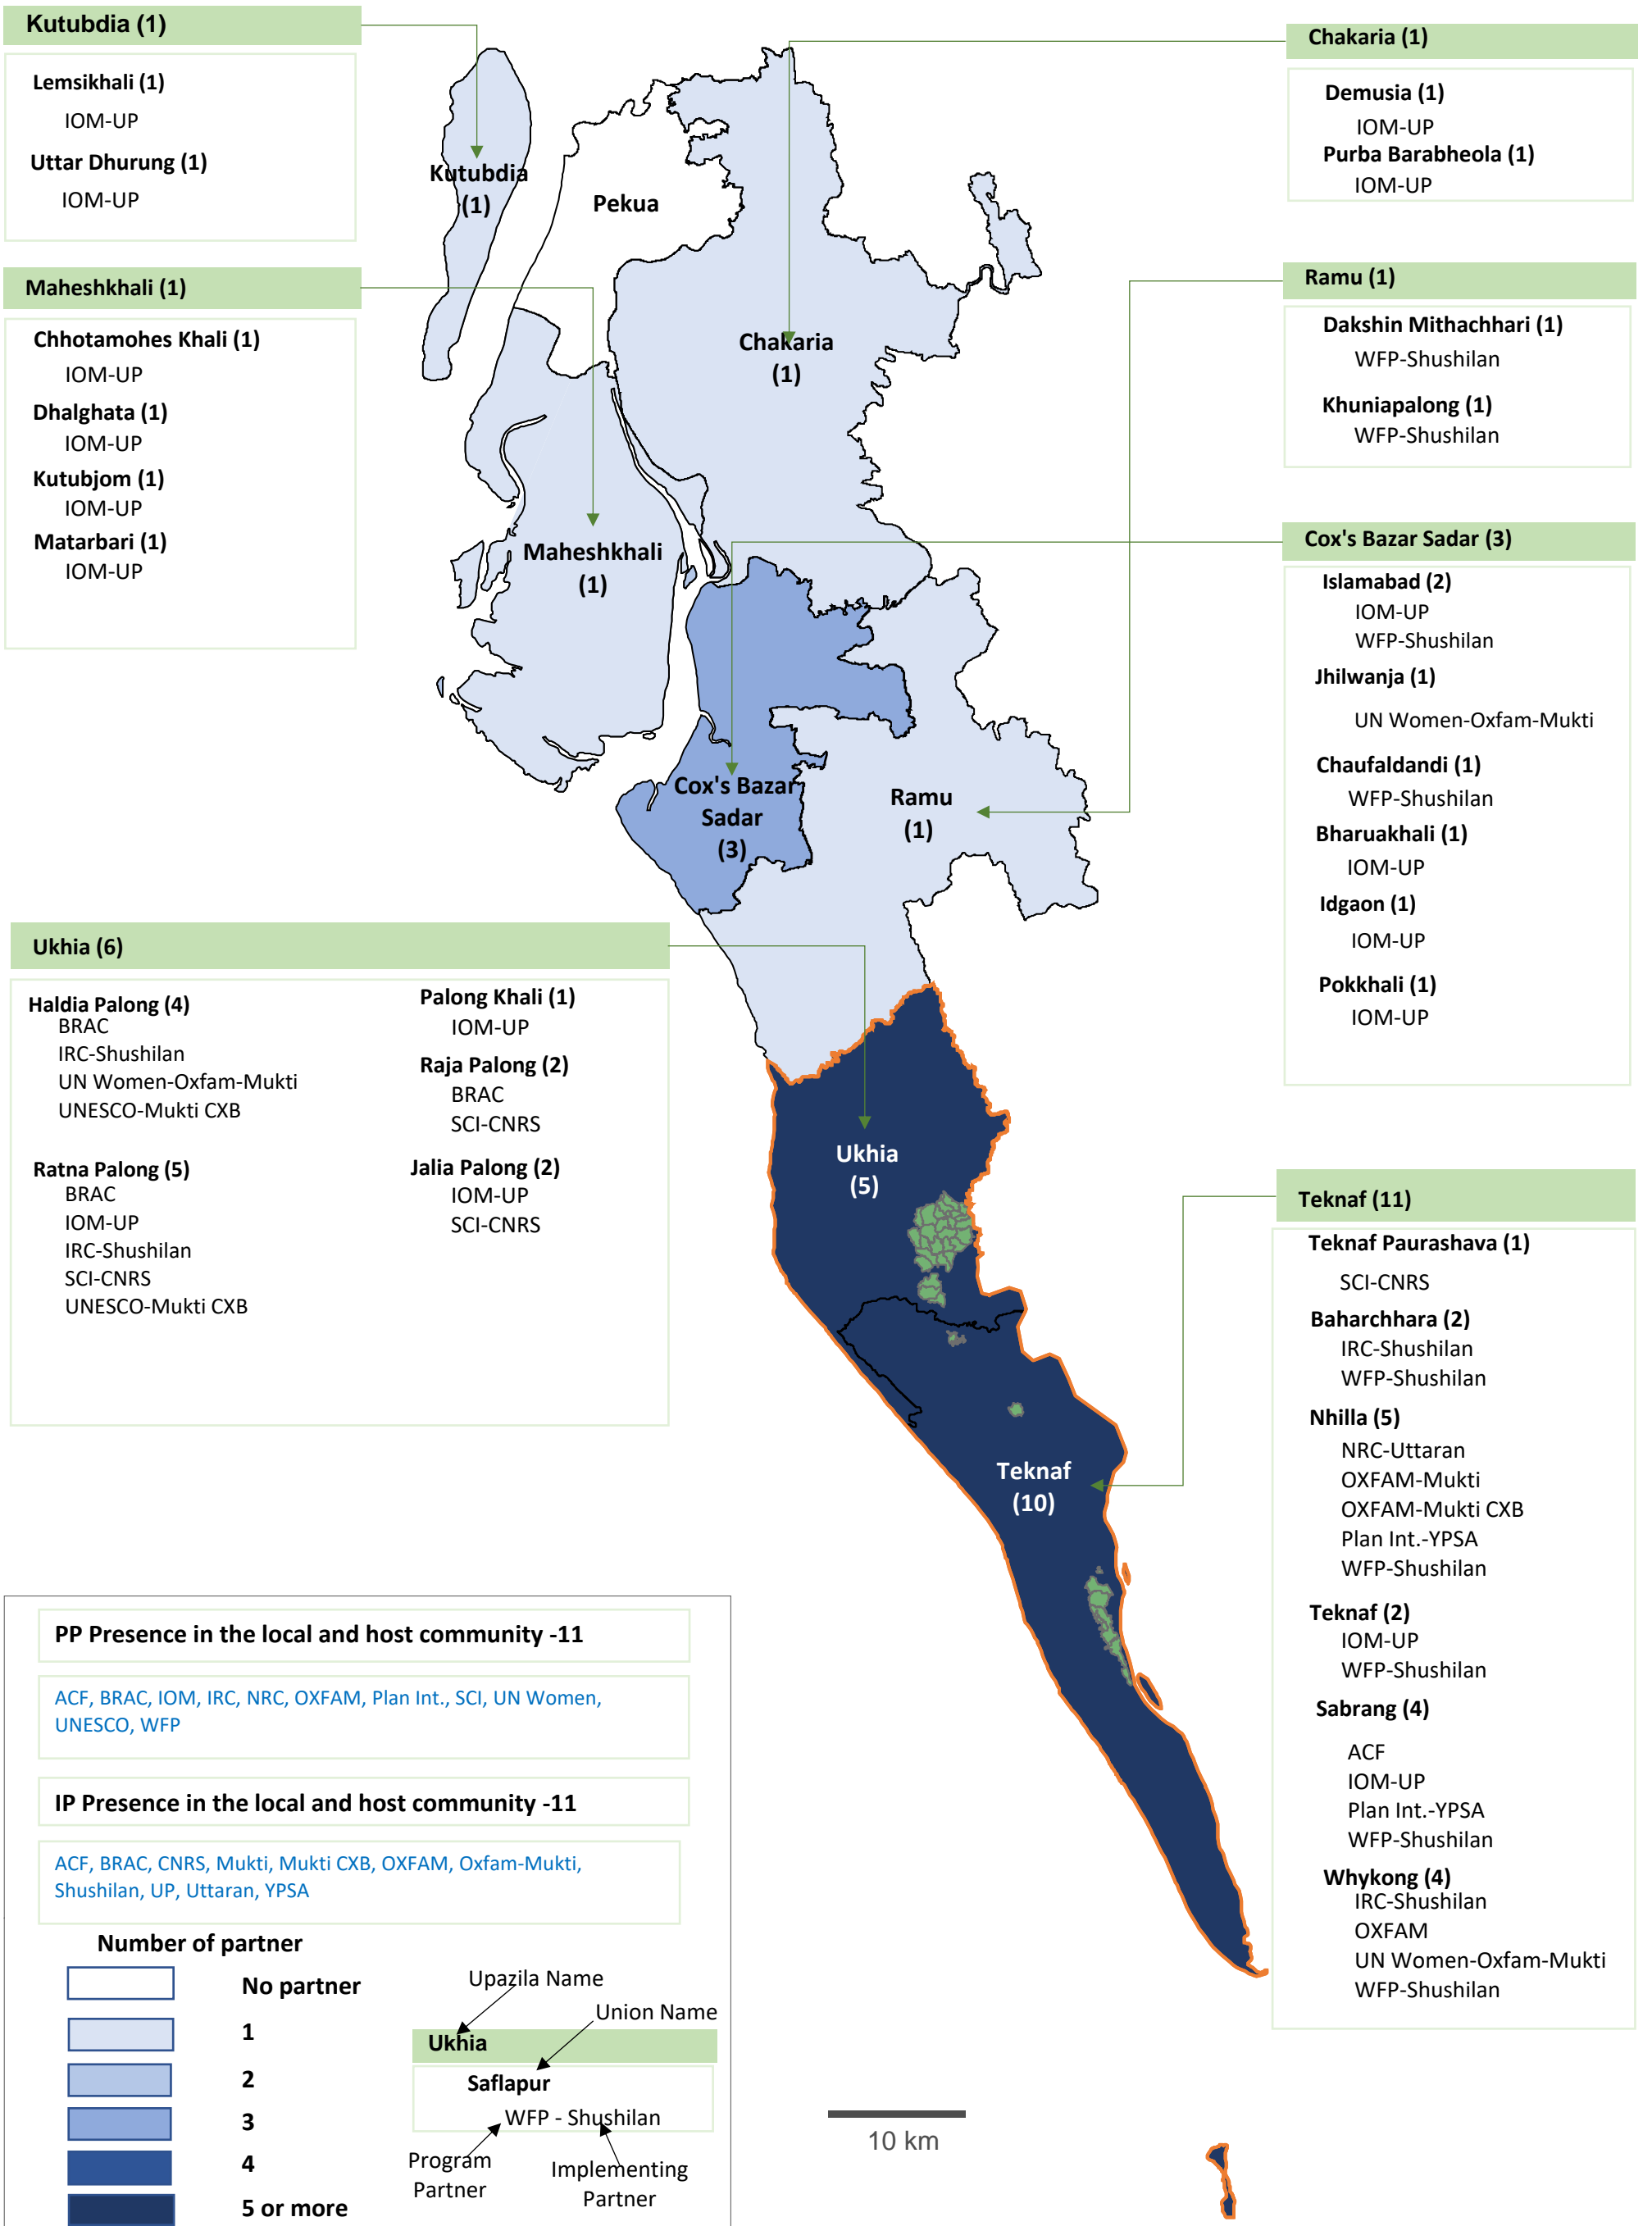 Kutubdia (1)
Lemsikhali (1)
IOM-UP
Uttar Dhurung (1)
IOM-UP
Maheshkhali (1)
Chhotamohes Khali (1)
IOM-UP
Dhalghata (1)
IOM-UP
Kutubjom (1)
IOM-UP
Matarbari (1)
IOM-UP
Kutubdia
(1)
Pekua
Chakaria
(1)
Maheshkhali
(1)
Cox's Bazar
Sadar
(3)
Ramu
(1)
Chakaria (1)
Demusia (1)
IOM-UP
Purba Barabheola (1)
IOM-UP
Ramu (1)
Dakshin Mithachhari (1)
WFP-Shushilan
Khuniapalong (1)
WFP-Shushilan
Cox's Bazar Sadar (3)
Islamabad (2)
IOM-UP
WFP-Shushilan
Jhilwanja (1)
UN Women-Oxfam-Mukti
Chaufaldandi (1)
WFP-Shushilan
Bharuakhali (1)
IOM-UP
Idgaon (1)
IOM-UP
Pokkhali (1)
IOM-UP
Ukhia (6)
Haldia Palong (4)
BRAC
IRC-Shushilan
UN Women-Oxfam-Mukti
UNESCO-Mukti CXB
Ratna Palong (5)
BRAC
IOM-UP
IRC-Shushilan
SCI-CNRS
UNESCO-Mukti CXB
Palong Khali (1)
IOM-UP
Raja Palong (2)
BRAC
SCI-CNRS
Jalia Palong (2)
IOM-UP
SCI-CNRS
Ukhia
(5)
Teknaf
(10)
Teknaf (11)
Teknaf Paurashava (1)
SCI-CNRS
Baharchhara (2)
IRC-Shushilan
WFP-Shushilan
Nhilla (5)
NRC-Uttaran
OXFAM-Mukti
OXFAM-Mukti CXB
Plan Int.-YPSA
WFP-Shushilan
Teknaf (2)
IOM-UP
WFP-Shushilan
Sabrang (4)
ACF
IOM-UP
Plan Int.-YPSA
WFP-Shushilan
Whykong (4)
IRC-Shushilan
OXFAM
UN Women-Oxfam-Mukti
WFP-Shushilan
PP Presence in the local and host community -11
ACF, BRAC, IOM, IRC, NRC, OXFAM, Plan Int., SCI, UN Women,
UNESCO, WFP
IP Presence in the local and host community -11
ACF, BRAC, CNRS, Mukti, Mukti CXB, OXFAM, Oxfam-Mukti,
Shushilan, UP, Uttaran, YPSA
Number of partner
No partner
1
2
3
4
5 or more
Upazila Name
Union Name
Ukhia
Saflapur
WFP - Shushilan
Program
Partner
Implementing
Partner
10 km